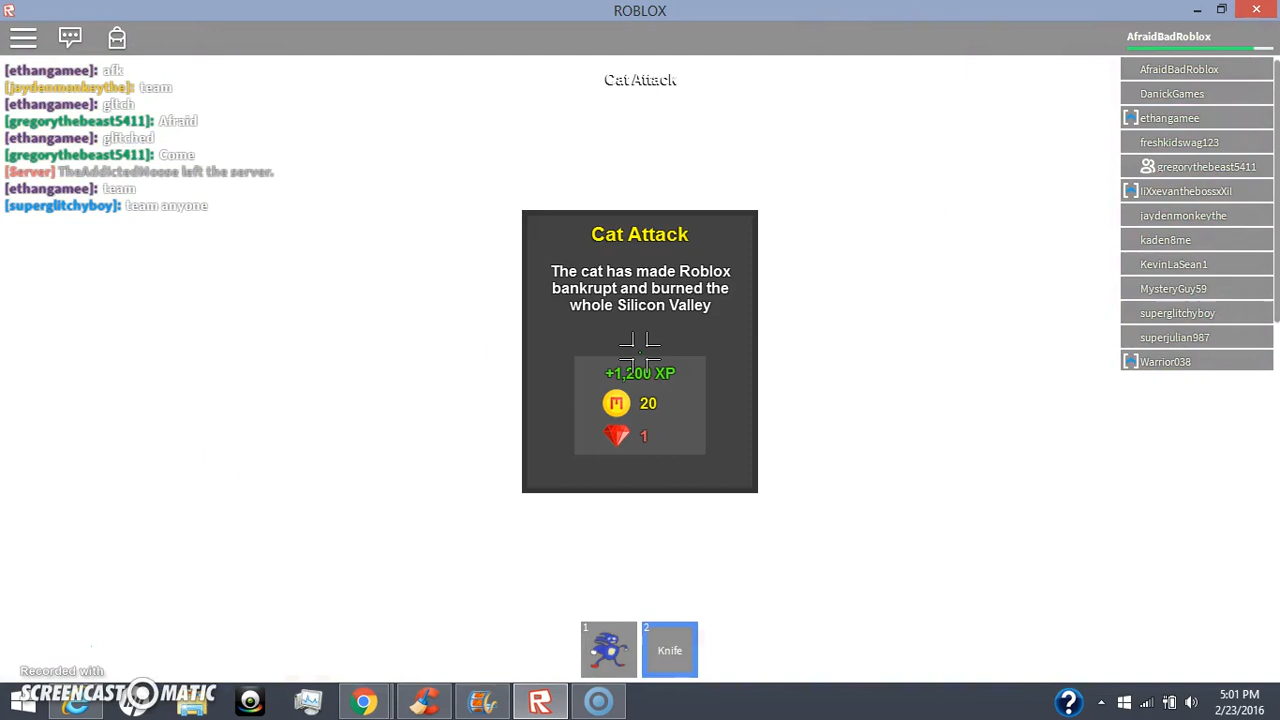 ROBLOX
AfraidBadRoblox
[ethangamee]: afk
[jaydenmonkeythe]: team
[ethangamee]: gltch
[gregorythebeast5411]: Afraid
[ethangamee]: glitched
[gregorythebeast5411]: Come
[Server] TheAddictedMoose left the server.
[ethangamee]: team
[superglitchyboy]: team anyone
Cat Attack
AfraidBadRoblox
DanickGames
ethangamee
freshkidswag123
gregorythebeast5411
liXxevanthebossxXil
jaydenmonkeythe
kaden8me
KevinLaSean1
MysteryGuy59
superglitchyboy
superjulian987
Warrior038
Cat Attack
The cat has made Roblox
bankrupt and burned the
whole Silicon Valley
+1,200 XP
20
1
1
2
Knife
Recorded with
SCREENCAST-O-MATIC
5:01 PM
2/23/2016